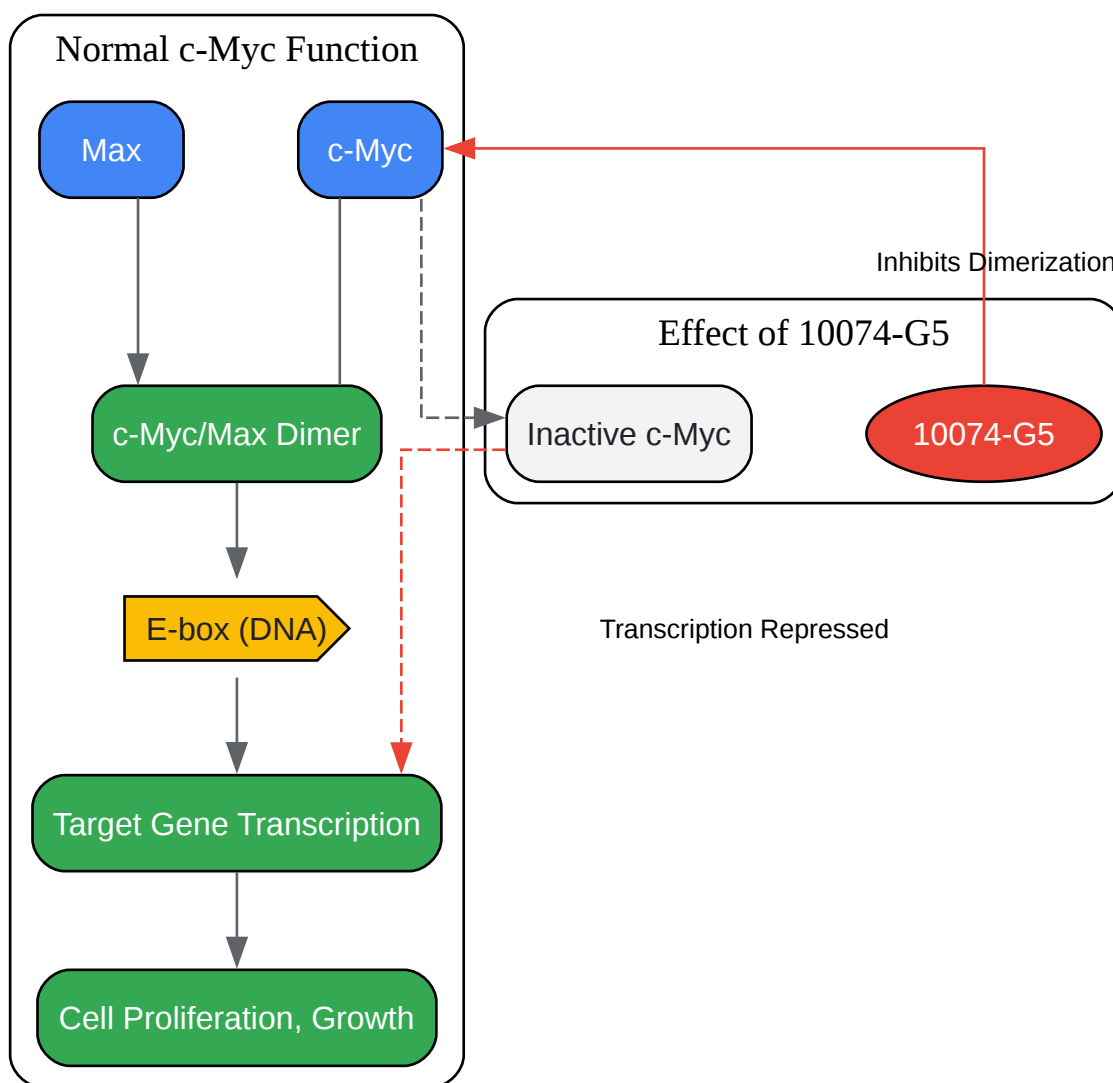 Normal c-Myc Function
Max
c-Myc
Inhibits Dimerization
Effect of 10074-G5
c-Myc/Max Dimer
Inactive c-Myc
10074-G5
E-box (DNA)
Transcription Repressed
Target Gene Transcription
Cell Proliferation, Growth